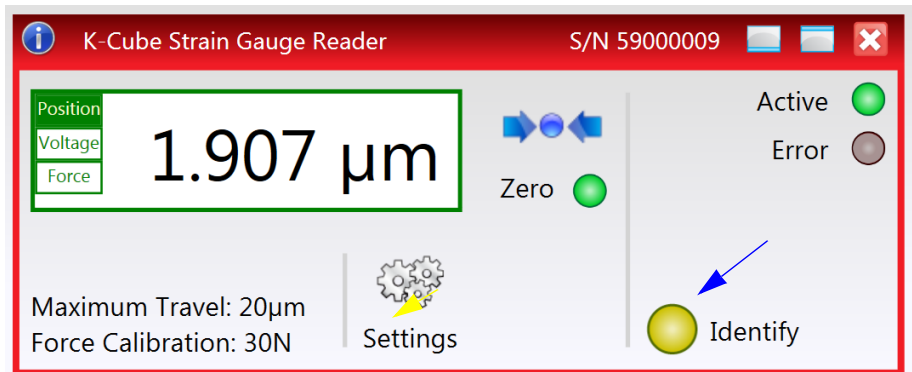 K-Cube Strain Gauge Reader S/N 59000009
Position
Voltage
Force
1.907 µm
Zero
Active
Error
Maximum Travel: 20µm
Force Calibration: 30N
Settings
Identify